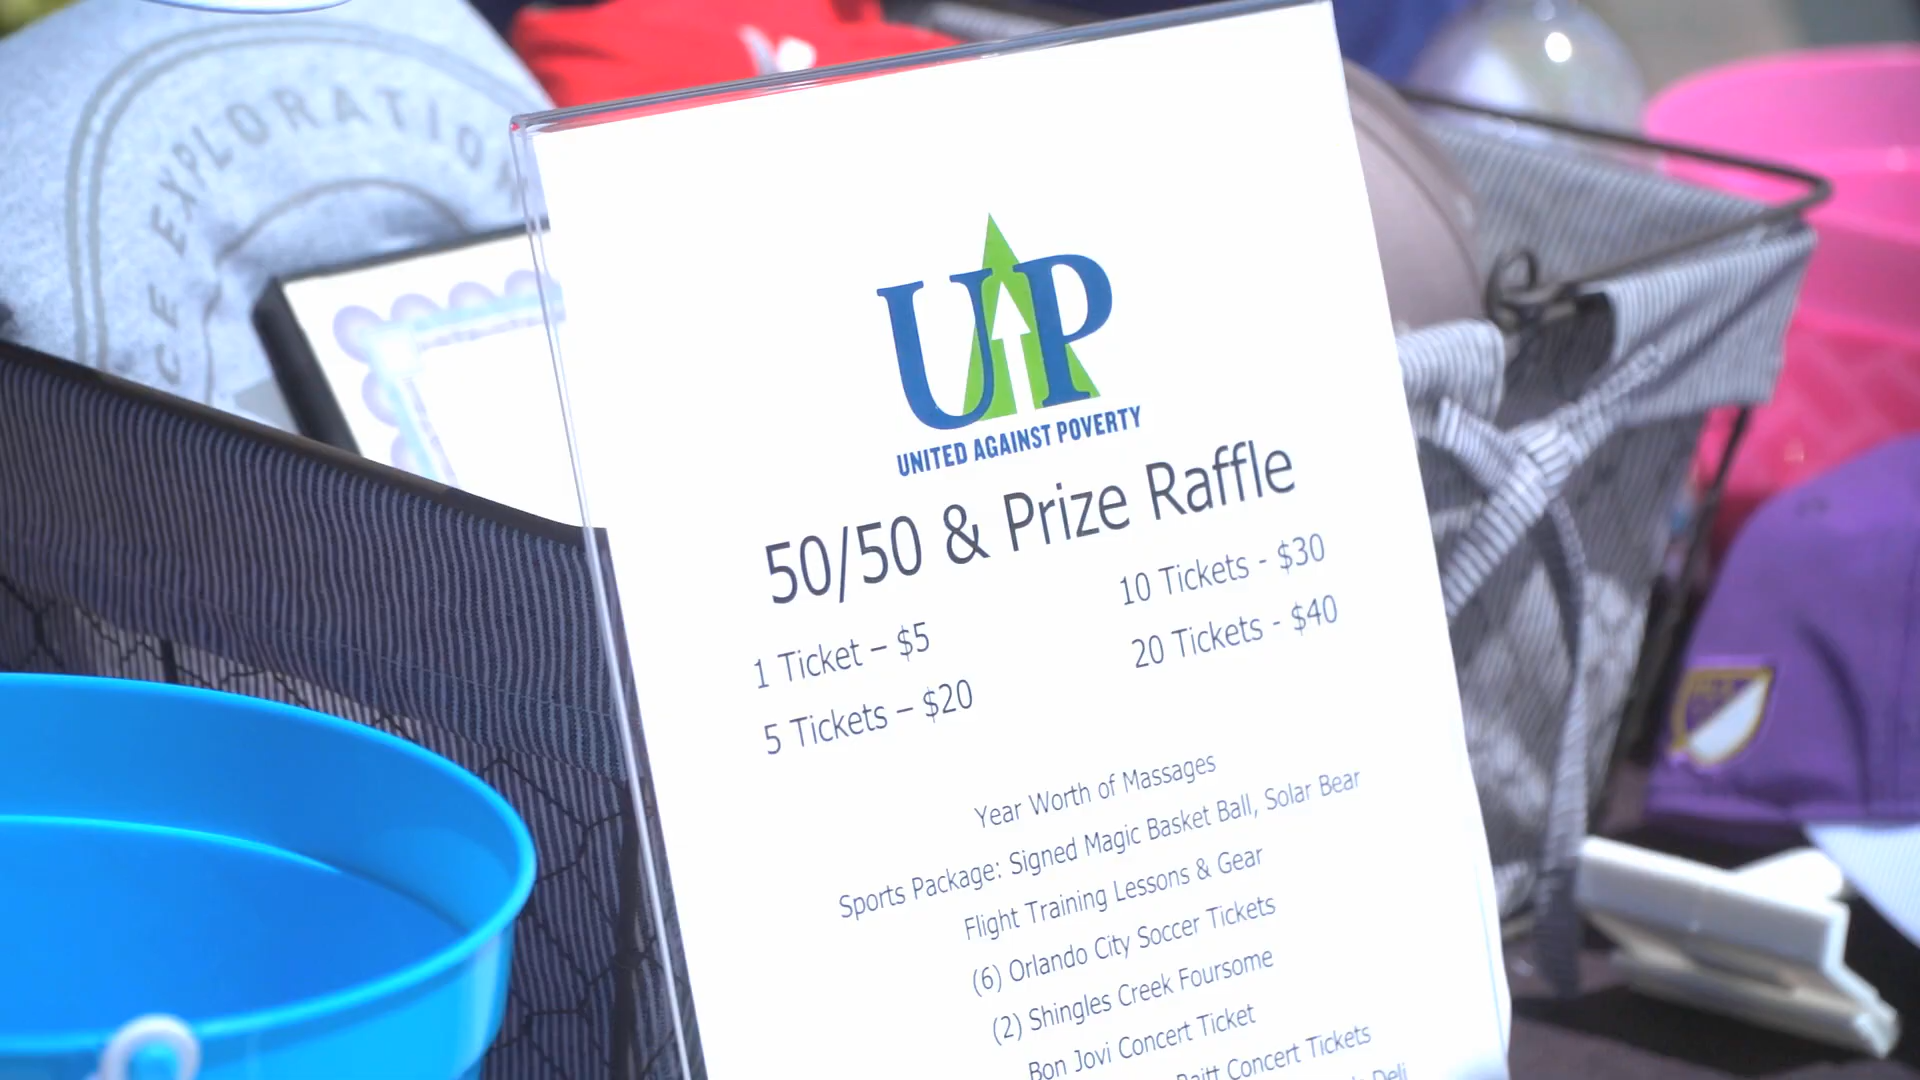 EXPLORATION
UP
UNITED AGAINST POVERTY
50/50 & Prize Raffle
1 Ticket – $5
5 Tickets – $20
10 Tickets - $30
20 Tickets - $40
Year Worth of Massages
Sports Package: Signed Magic Basket Ball, Solar Bear
Flight Training Lessons & Gear
(6) Orlando City Soccer Tickets
(2) Shingles Creek Foursome
Bon Jovi Concert Ticket
Concert Tickets
Deli